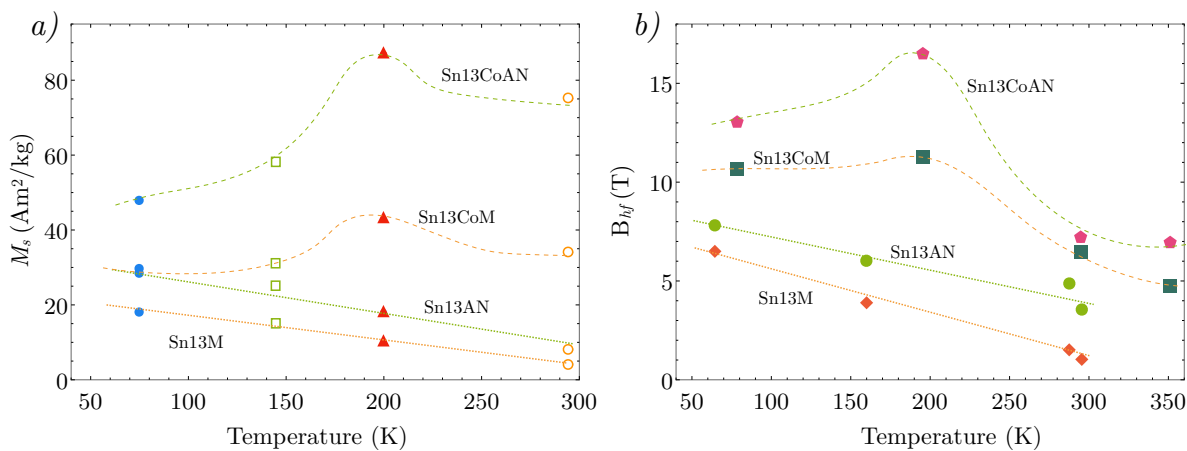 a)
M_s (Am²/kg)
80
60
40
20
0
Sn13CoAN
Sn13CoM
Sn13AN
Sn13M
50 100 150 200 250 300
Temperature (K)
b)
B_hf (T)
15
10
5
0
Sn13CoAN
Sn13CoM
Sn13AN
Sn13M
50 100 150 200 250 300 350
Temperature (K)